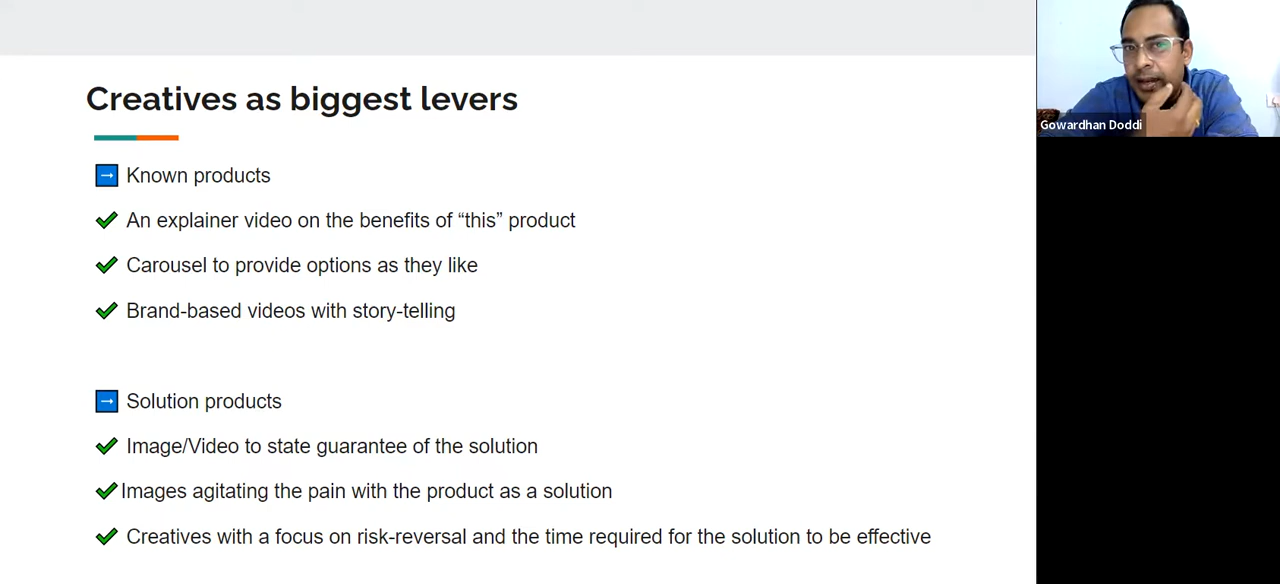 Creatives as biggest levers
Gowardhan Doddi
Known products
An explainer video on the benefits of “this” product
Carousel to provide options as they like
Brand-based videos with story-telling
Solution products
Image/Video to state guarantee of the solution
Images agitating the pain with the product as a solution
Creatives with a focus on risk-reversal and the time required for the solution to be effective